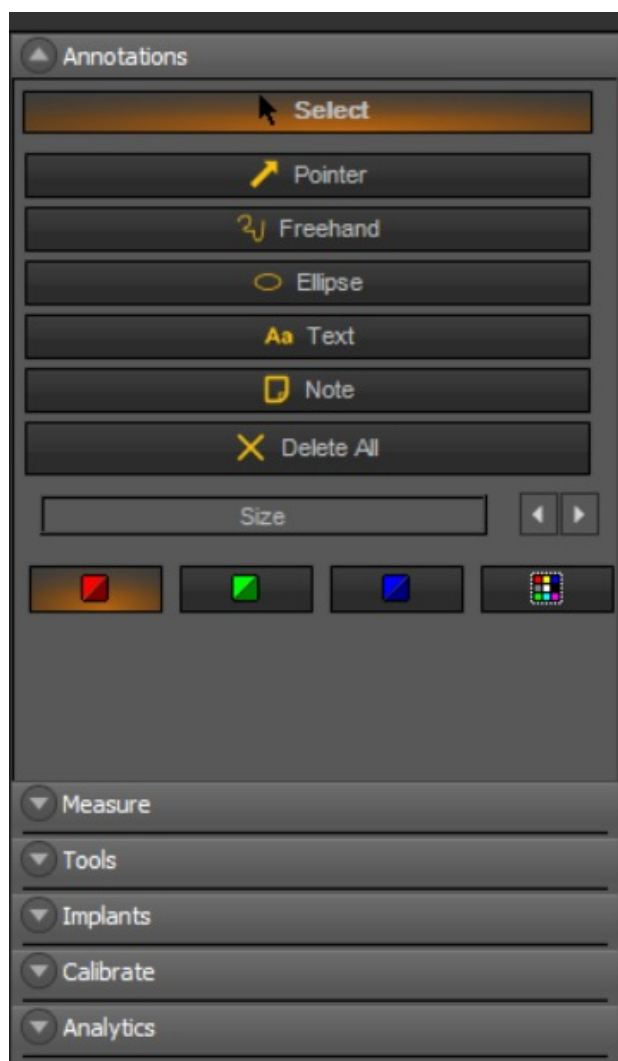 Annotations
Select
Pointer
Freehand
Ellipse
Aa Text
Note
Delete All
Size
Measure
Tools
Implants
Calibrate
Analytics